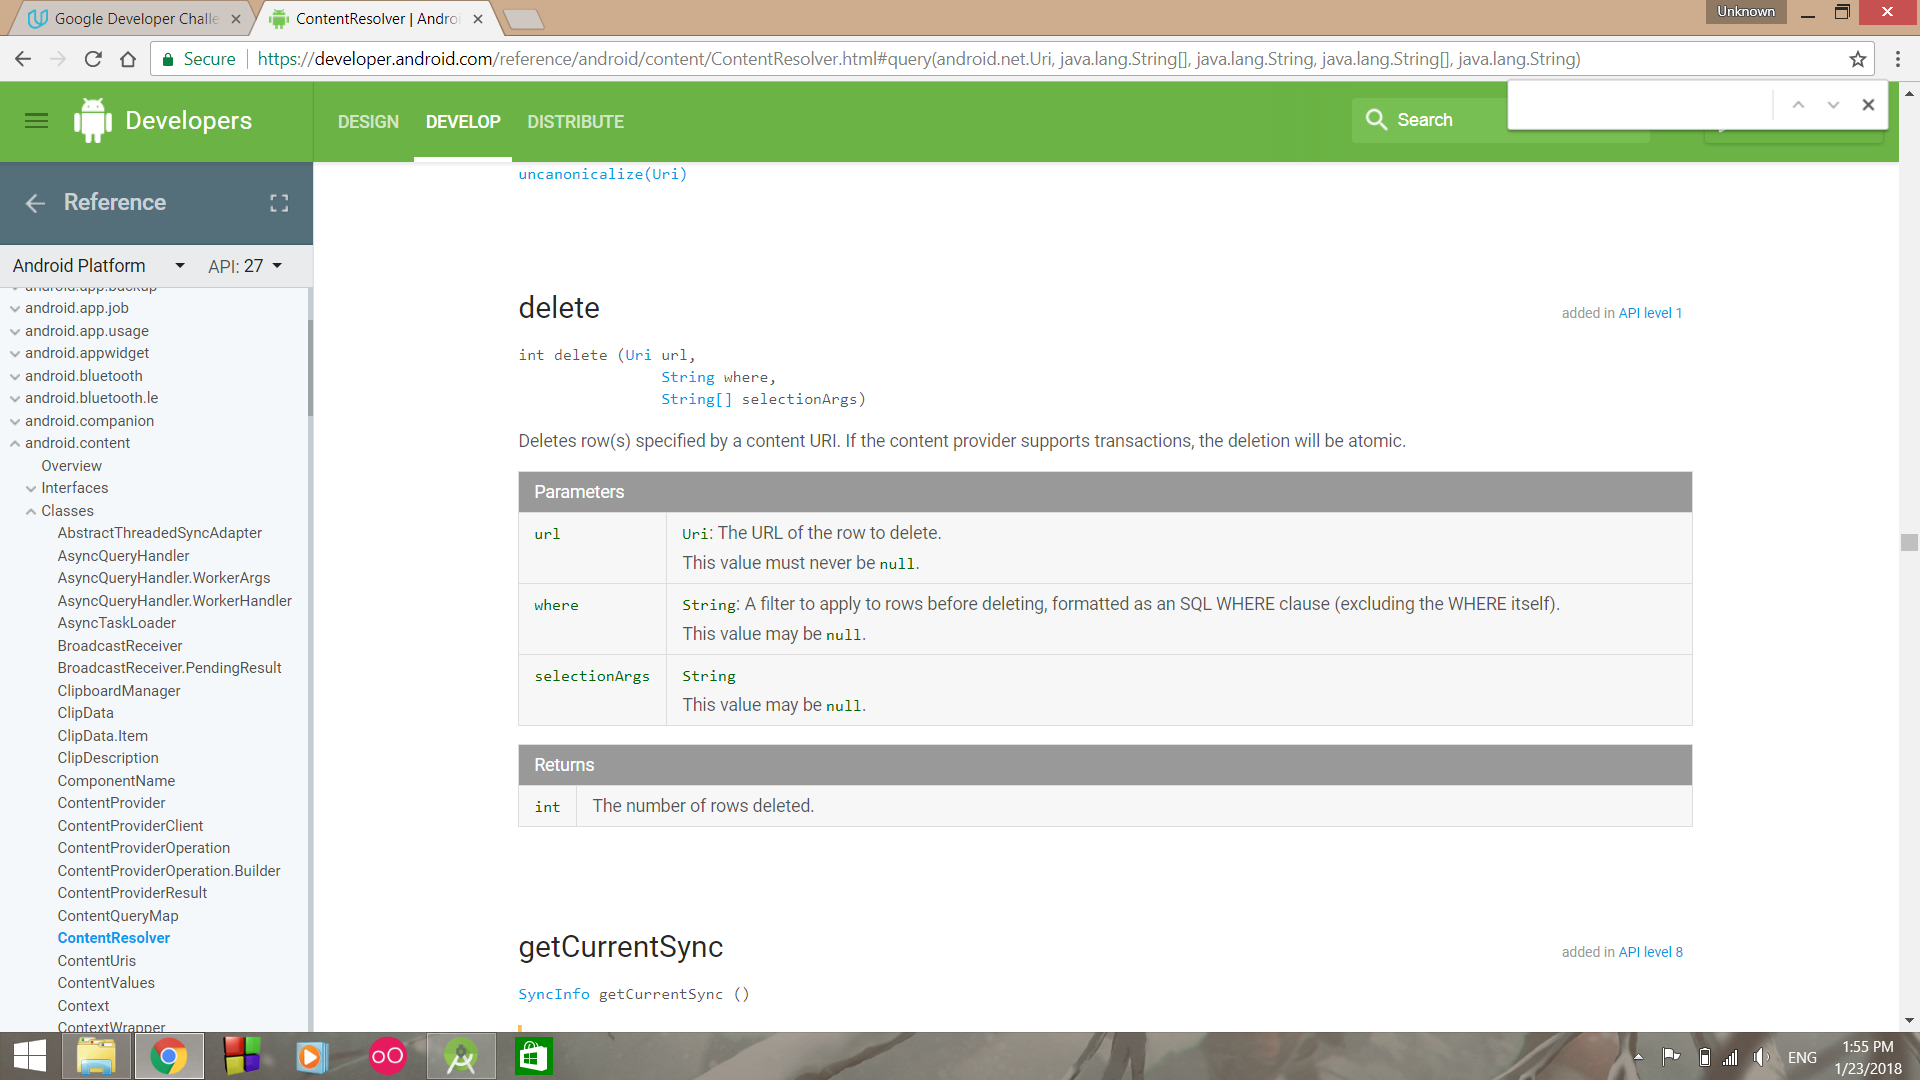 Google Developer Challe
ContentResolver | Androi
Unknown
Secure
https://developer.android.com/reference/android/content/ContentResolver.html#query(android.net.Uri, java.lang.String[], java.lang.String, java.lang.String[], java.lang.String)
Developers
DESIGN
DEVELOP
DISTRIBUTE
Search
Reference
Android Platform
API: 27
android.app.backup
android.app.job
android.app.usage
android.appwidget
android.bluetooth
android.bluetooth.le
android.companion
android.content
Overview
Interfaces
Classes
AbstractThreadedSyncAdapter
AsyncQueryHandler
AsyncQueryHandler.WorkerArgs
AsyncQueryHandler.WorkerHandler
AsyncTaskLoader
BroadcastReceiver
BroadcastReceiver.PendingResult
ClipboardManager
ClipData
ClipData.Item
ClipDescription
ComponentName
ContentProvider
ContentProviderClient
ContentProviderOperation
ContentProviderOperation.Builder
ContentProviderResult
ContentQueryMap
ContentResolver
ContentUris
ContentValues
Context
ContextWrapper
uncanonicalize(Uri)
delete
added in API level 1
int delete (Uri url,
String where,
String[] selectionArgs)
Deletes row(s) specified by a content URI. If the content provider supports transactions, the deletion will be atomic.
Parameters
url
Uri: The URL of the row to delete.
This value must never be null.
where
String: A filter to apply to rows before deleting, formatted as an SQL WHERE clause (excluding the WHERE itself).
This value may be null.
selectionArgs
String
This value may be null.
Returns
int
The number of rows deleted.
getCurrentSync
added in API level 8
SyncInfo getCurrentSync ()
ENG
1:55 PM
1/23/2018